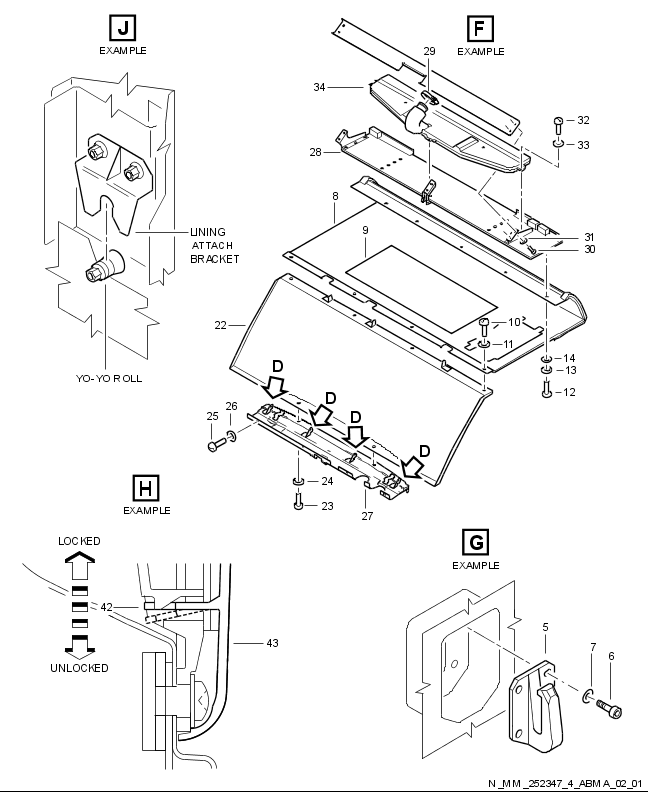 J
EXAMPLE
LINING
ATTACH
BRACKET
YO-YO ROLL
F
EXAMPLE
29
34
32
33
28
8
9
31
30
22
10
11
14
13
12
D
D
D
D
25
26
24
23
27
H
EXAMPLE
LOCKED
42
43
UNLOCKED
G
EXAMPLE
5
7
6
N_MM_252347_4_ABMA_02_01